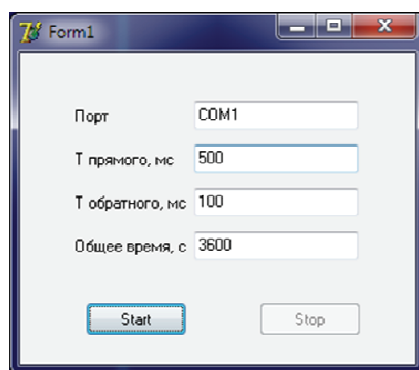 Form1
Порт COM1
Т прямого, мс 500
Т обратного, мс 100
Общее время, с 3600
Start Stop